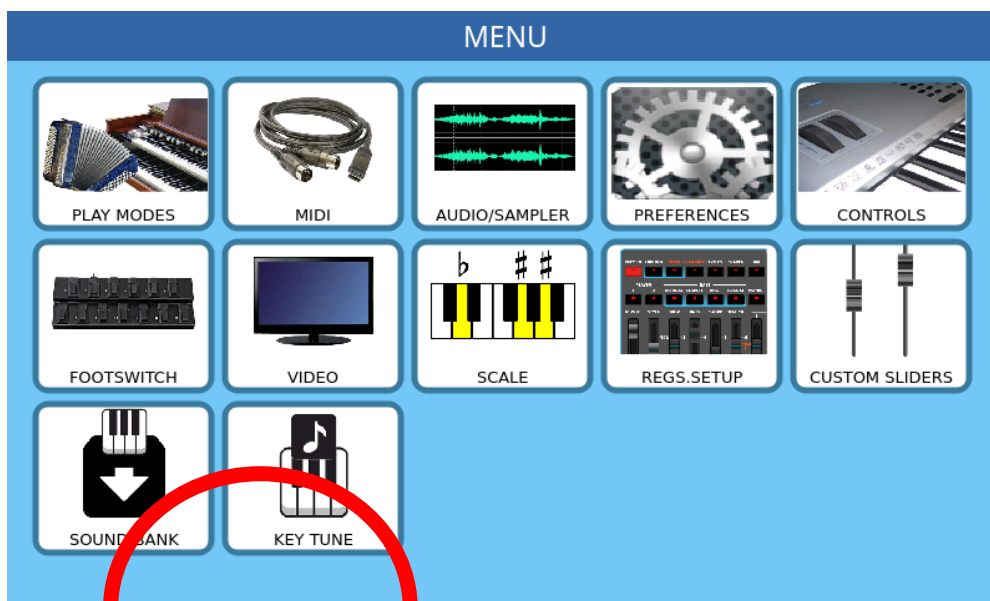 MENU
PLAY MODES
MIDI
AUDIO/SAMPLER
PREFERENCES
CONTROLS
FOOTSWITCH
VIDEO
SCALE
REGS.SETUP
CUSTOM SLIDERS
SOUND BANK
KEY TUNE